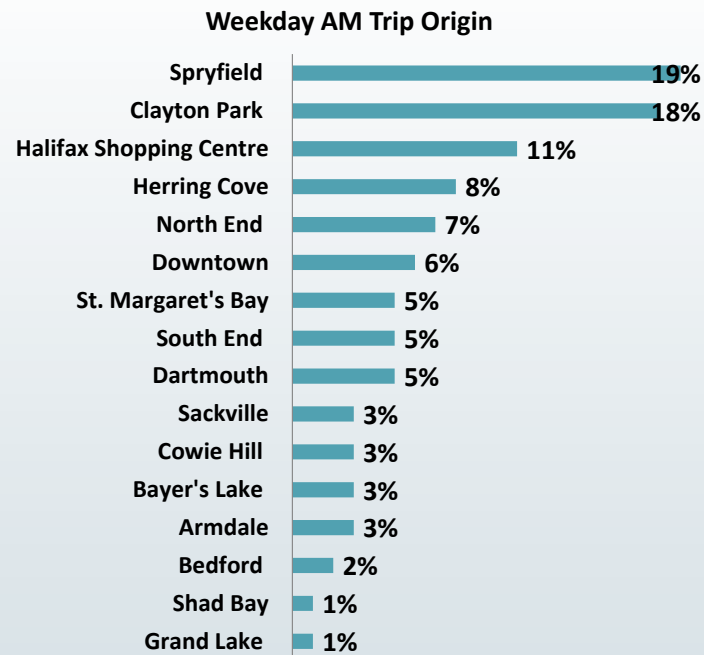 Weekday AM Trip Origin
Spryfield 19%
Clayton Park 18%
Halifax Shopping Centre 11%
Herring Cove 8%
North End 7%
Downtown 6%
St. Margaret's Bay 5%
South End 5%
Dartmouth 5%
Sackville 3%
Cowie Hill 3%
Bayer's Lake 3%
Armdale 3%
Bedford 2%
Shad Bay 1%
Grand Lake 1%